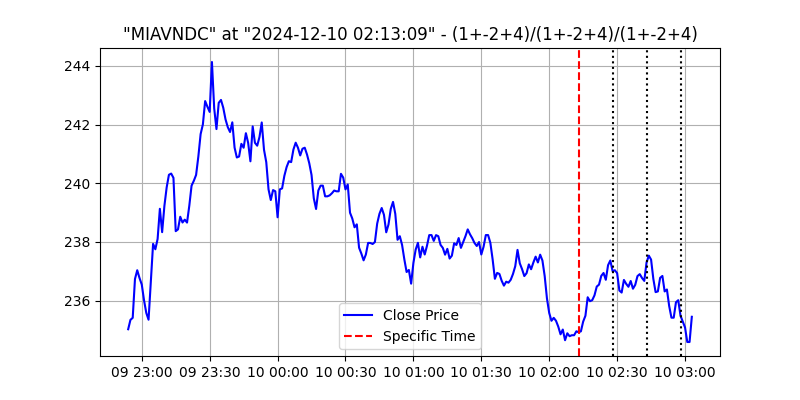 "MIAVNDC" at "2024-12-10 02:13:09" - (1+-2+4)/(1+-2+4)/(1+-2+4)
244
242
240
238
236
Close Price
Specific Time
09 23:00 09 23:30 10 00:00 10 00:30 10 01:00 10 01:30 10 02:00 10 02:30 10 03:00